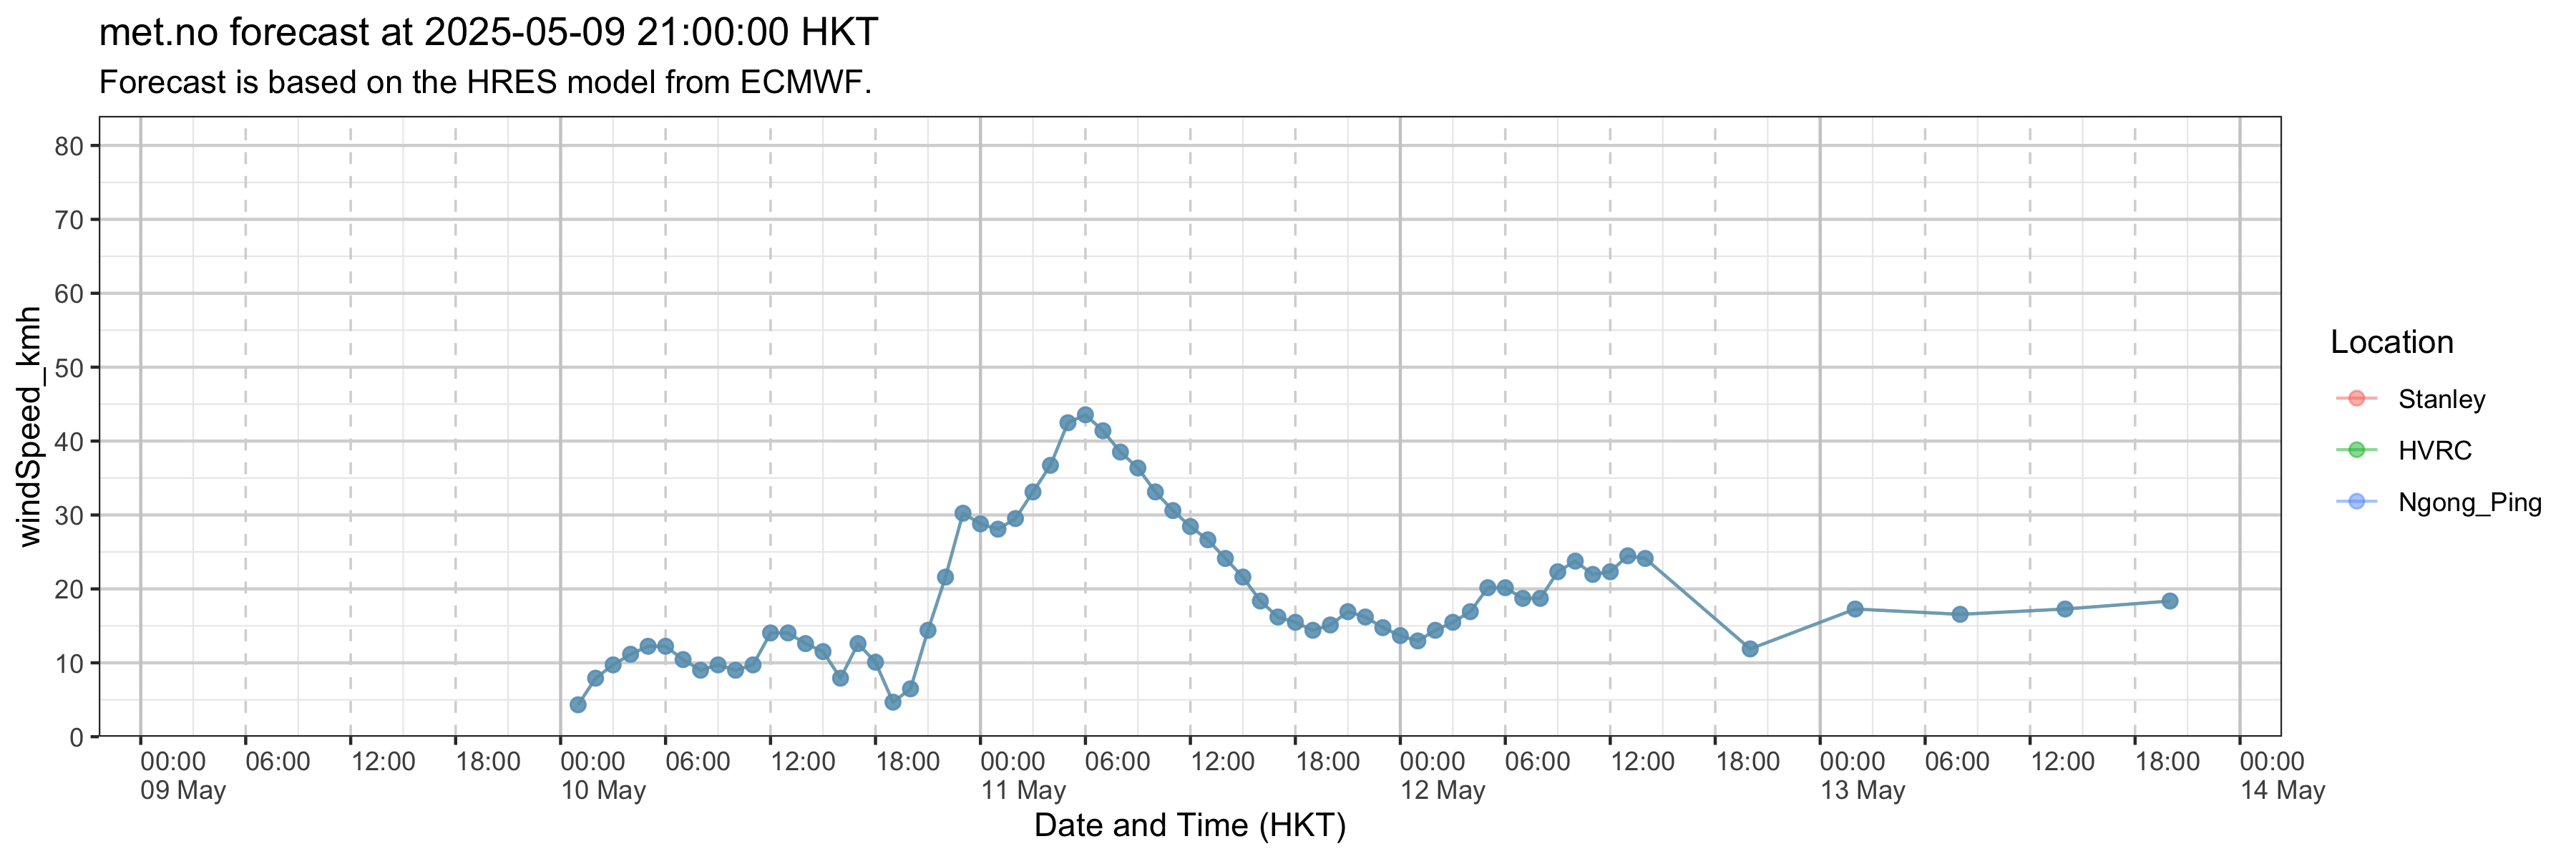 met.no forecast at 2025-05-09 21:00:00 HKT
Forecast is based on the HRES model from ECMWF.
80
70
60
50
40
30
20
10
0
windSpeed_kmh
00:00 06:00 12:00 18:00 00:00 06:00 12:00 18:00 00:00 06:00 12:00 18:00 00:00 06:00 12:00 18:00 00:00 06:00 12:00 18:00 00:00
09 May 10 May 11 May 12 May 13 May 14 May
Date and Time (HKT)
Location
Stanley
HVRC
Ngong_Ping